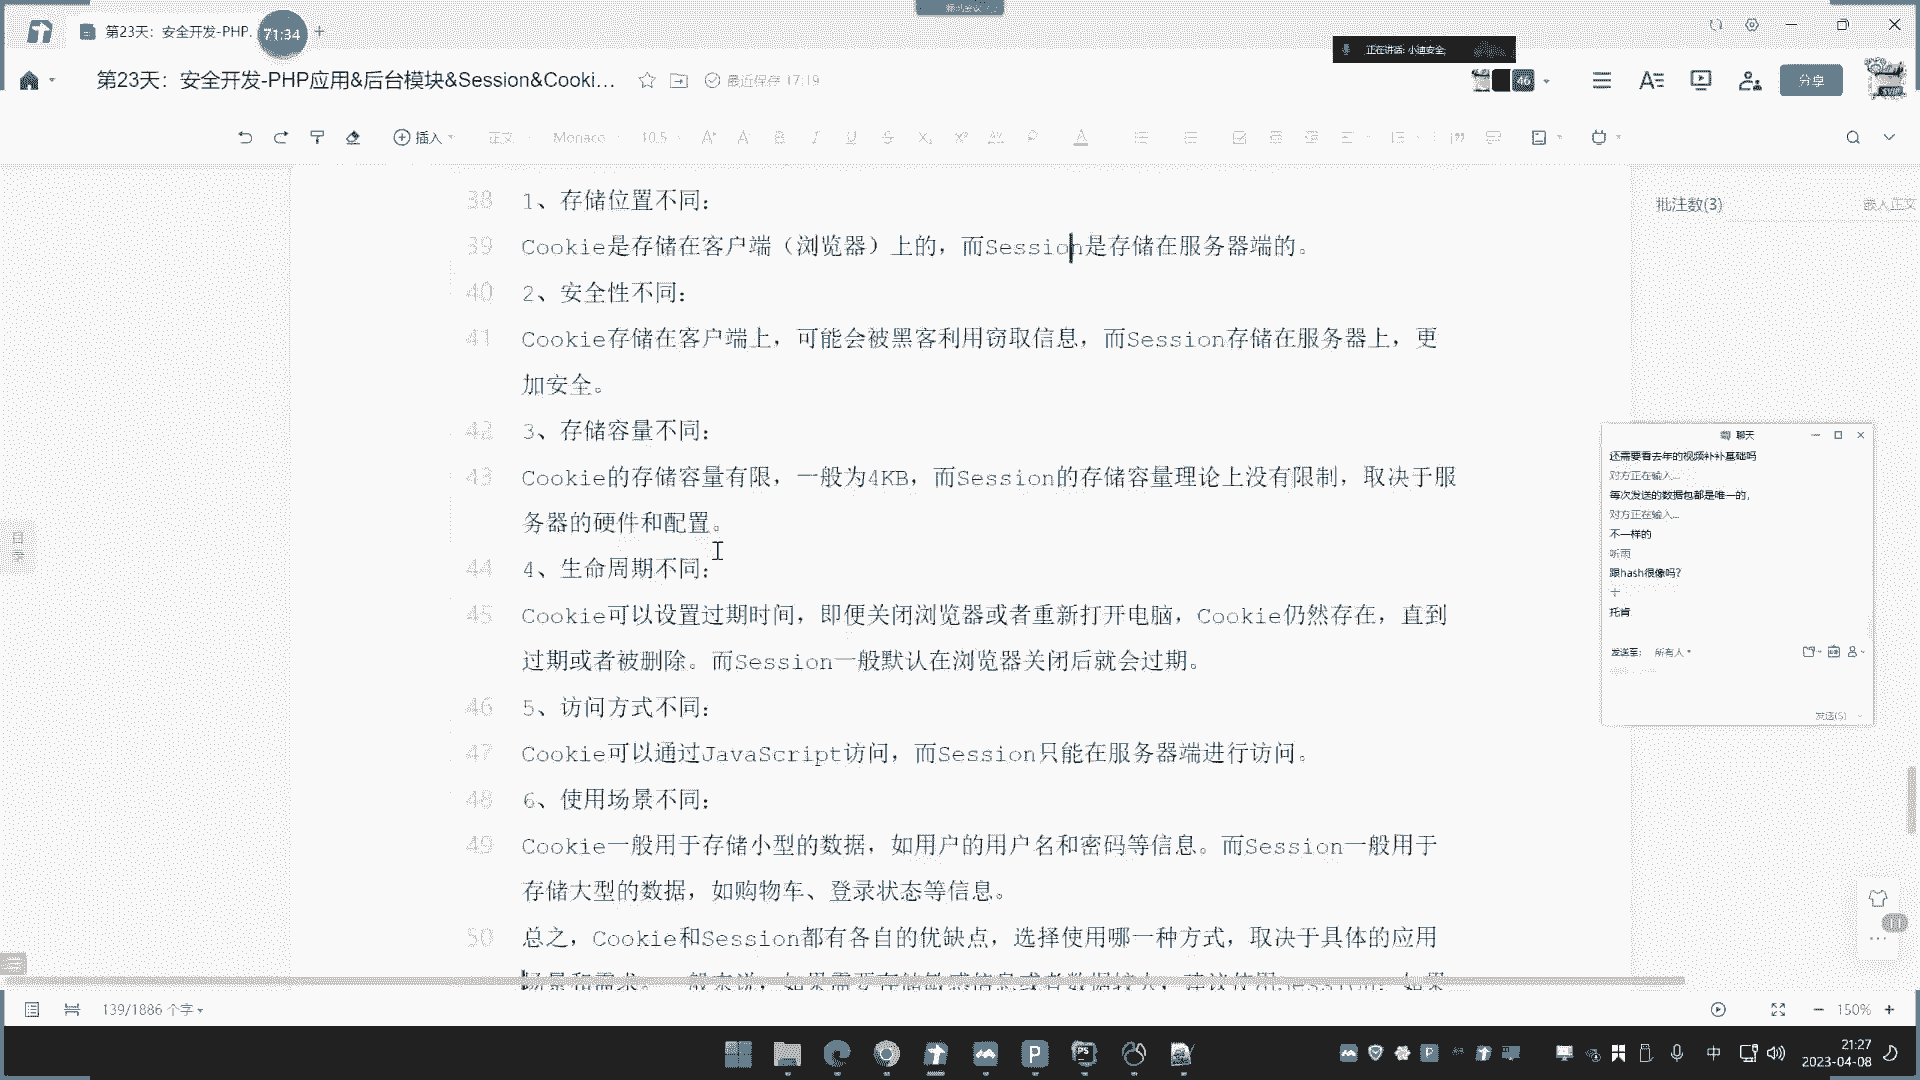 第23天：安全开发-PHP.
71:34
正在讲话: 小迪安全;
第23天：安全开发-PHP应用&后台模块&Session&Cooki...
最近保存 17:19
46
分享
插入
正文
Monaco
10.5
38 1、存储位置不同：
39 Cookie是存储在客户端（浏览器）上的，而Session是存储在服务器端的。
40 2、安全性不同：
41 Cookie存储在客户端上，可能会被黑客利用窃取信息，而Session存储在服务器上，更
加安全。
42 3、存储容量不同：
43 Cookie的存储容量有限，一般为4KB，而Session的存储容量理论上没有限制，取决于服
务器的硬件和配置。
44 4、生命周期不同：
45 Cookie可以设置过期时间，即便关闭浏览器或者重新打开电脑，Cookie仍然存在，直到
过期或者被删除。而Session一般默认在浏览器关闭后就会过期。
46 5、访问方式不同：
47 Cookie可以通过JavaScript访问，而Session只能在服务器端进行访问。
48 6、使用场景不同：
49 Cookie一般用于存储小型的数据，如用户的用户名和密码等信息。而Session一般用于
存储大型的数据，如购物车、登录状态等信息。
50 总之，Cookie和Session都有各自的优缺点，选择使用哪一种方式，取决于具体的应用
批注数(3)
嵌入正文
聊天
还需要看去年的视频补补基础吗
对方正在输入...
每次发送的数据包都是唯一的，
对方正在输入...
不一样的
听雨
跟hash很像吗？
十
托肯
发送至: 所有人
发送(S)
目录
139/1886 个字
150%
中
21:27
2023-04-08